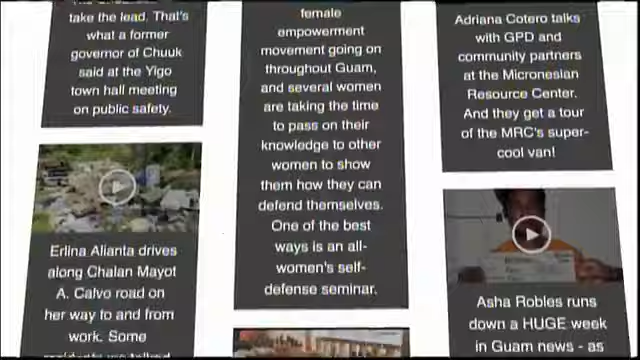 take the lead. That's
what a former
governor of Chuuk
said at the Yigo
town hall meeting
on public safety.
Erlina Alianta drives
along Chalan Mayot
A. Calvo road on
her way to and from
work. Some
female
empowerment
movement going on
throughout Guam,
and several women
are taking the time
to pass on their
knowledge to other
women to show
them how they can
defend themselves.
One of the best
ways is an all-
women's self-
defense seminar.
Adriana Cotero talks
with GPD and
community partners
at the Micronesian
Resource Center.
And they get a tour
of the MRC's super-
cool van!
Asha Robles runs
down a HUGE week
in Guam news - as